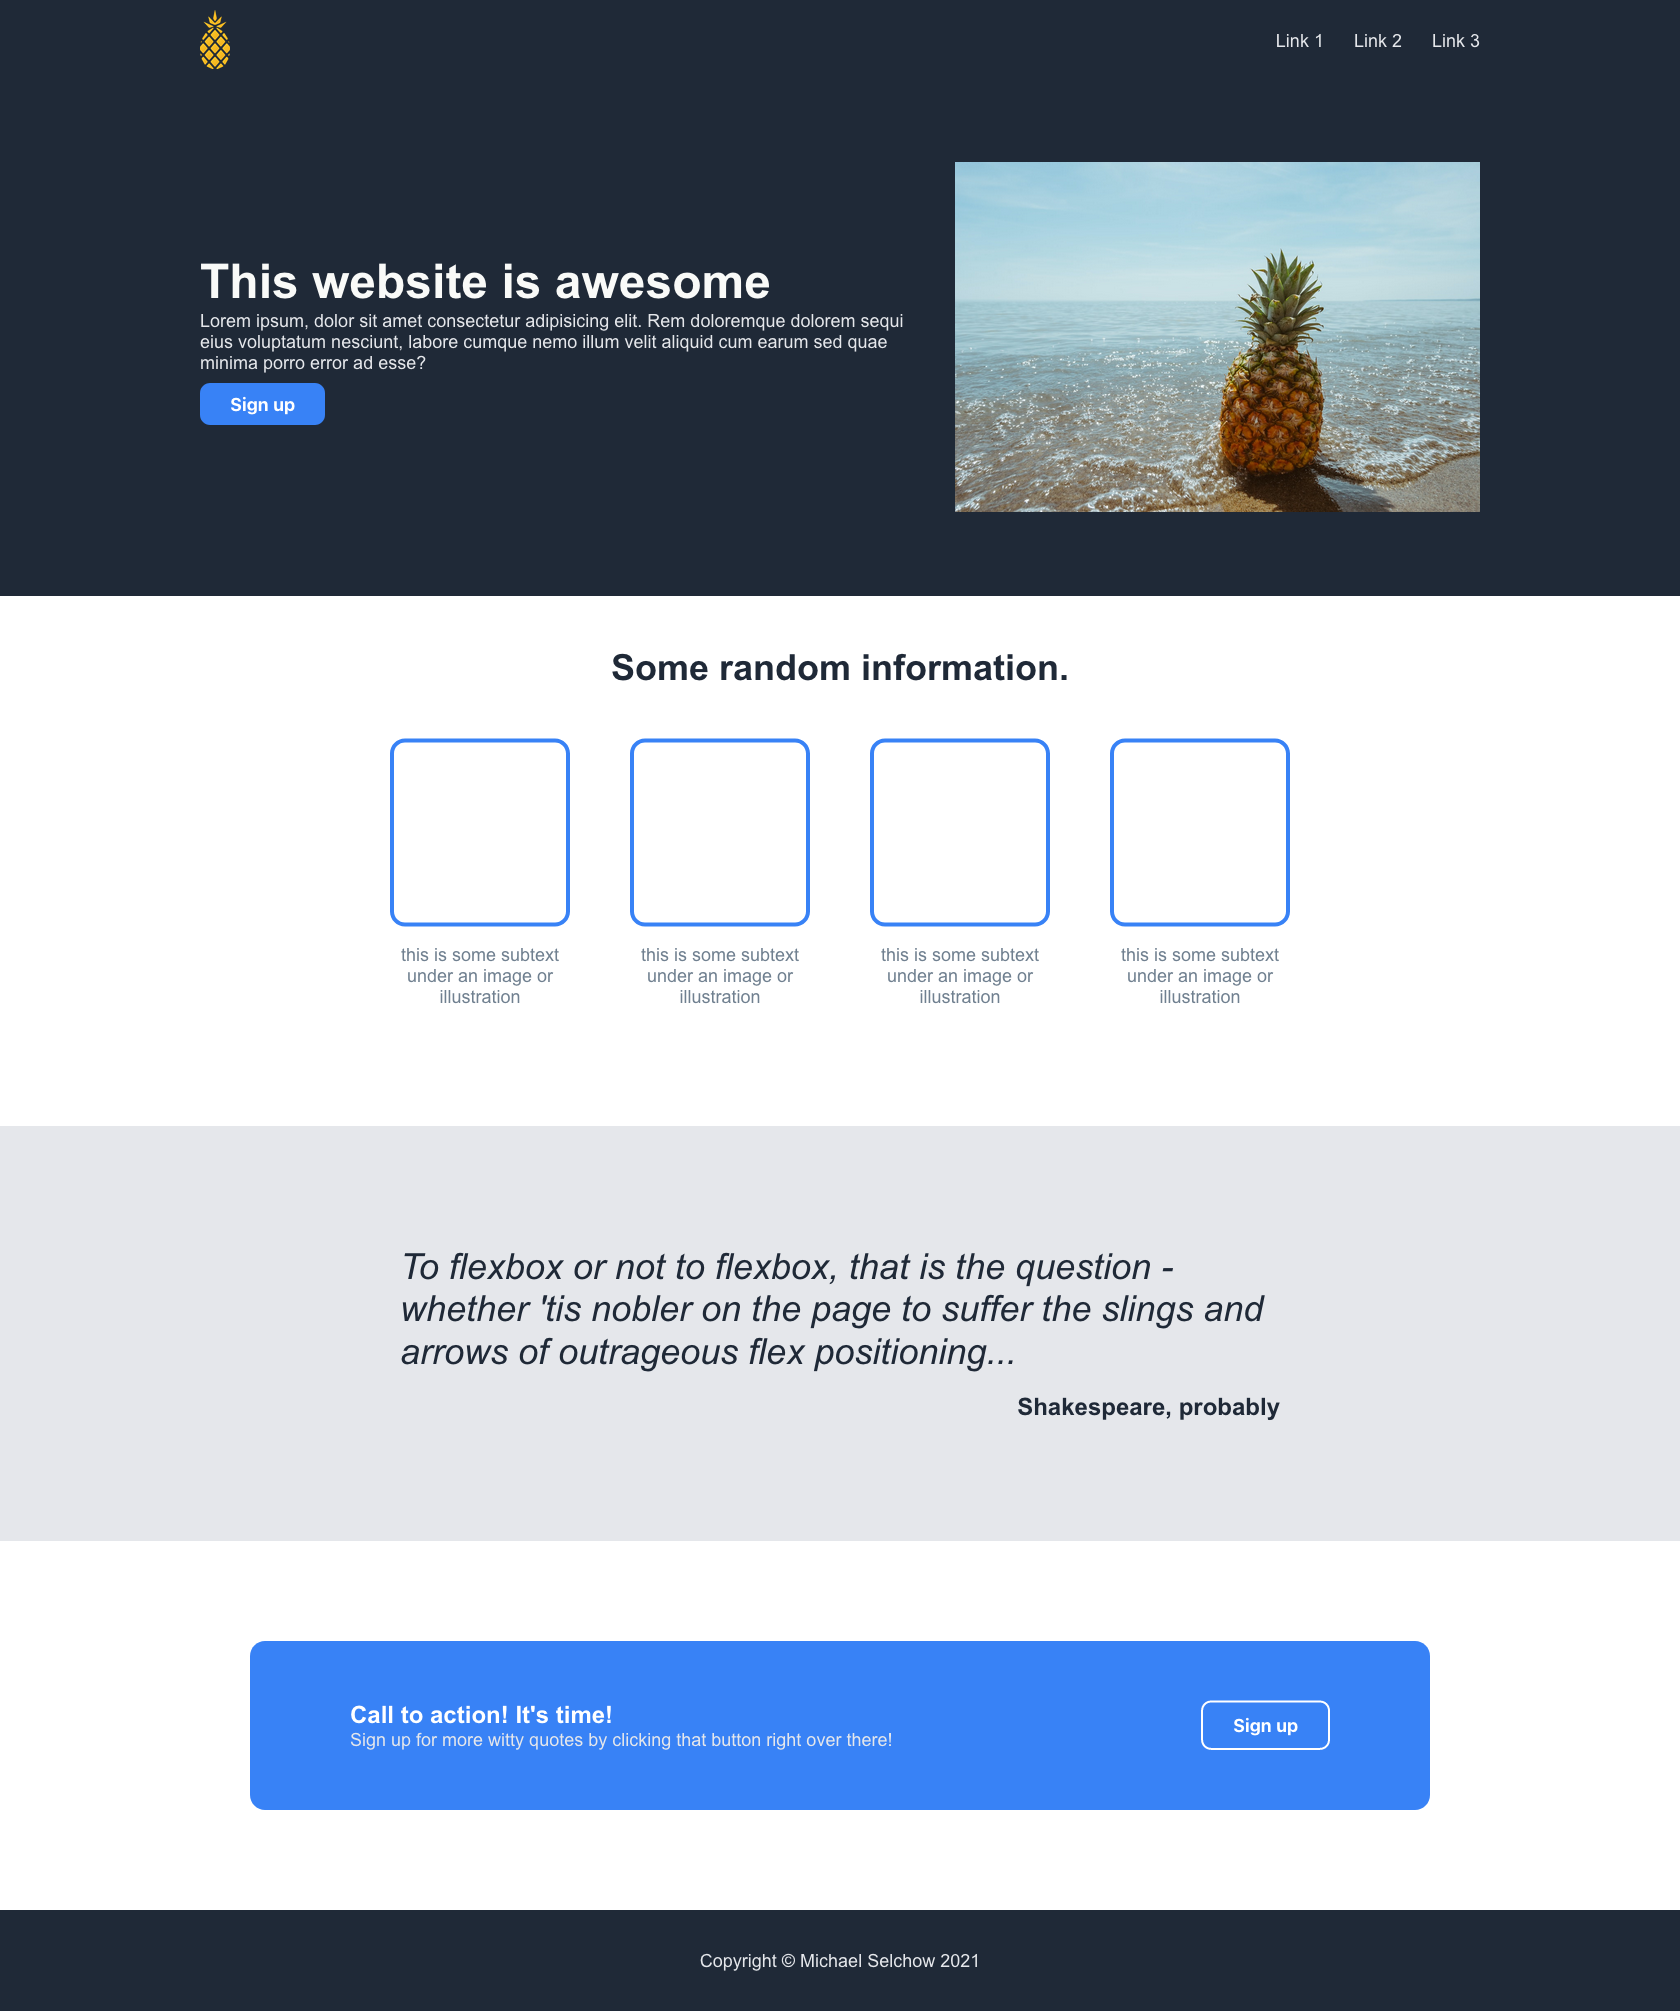 Link 1 Link 2 Link 3
This website is awesome
Lorem ipsum, dolor sit amet consectetur adipisicing elit. Rem doloremque dolorem sequi
eius voluptatum nesciunt, labore cumque nemo illum velit aliquid cum earum sed quae
minima porro error ad esse?
Sign up
Some random information.
this is some subtext
under an image or
illustration
this is some subtext
under an image or
illustration
this is some subtext
under an image or
illustration
this is some subtext
under an image or
illustration
To flexbox or not to flexbox, that is the question -
whether 'tis nobler on the page to suffer the slings and
arrows of outrageous flex positioning...
Shakespeare, probably
Call to action! It's time!
Sign up for more witty quotes by clicking that button right over there!
Sign up
Copyright © Michael Selchow 2021